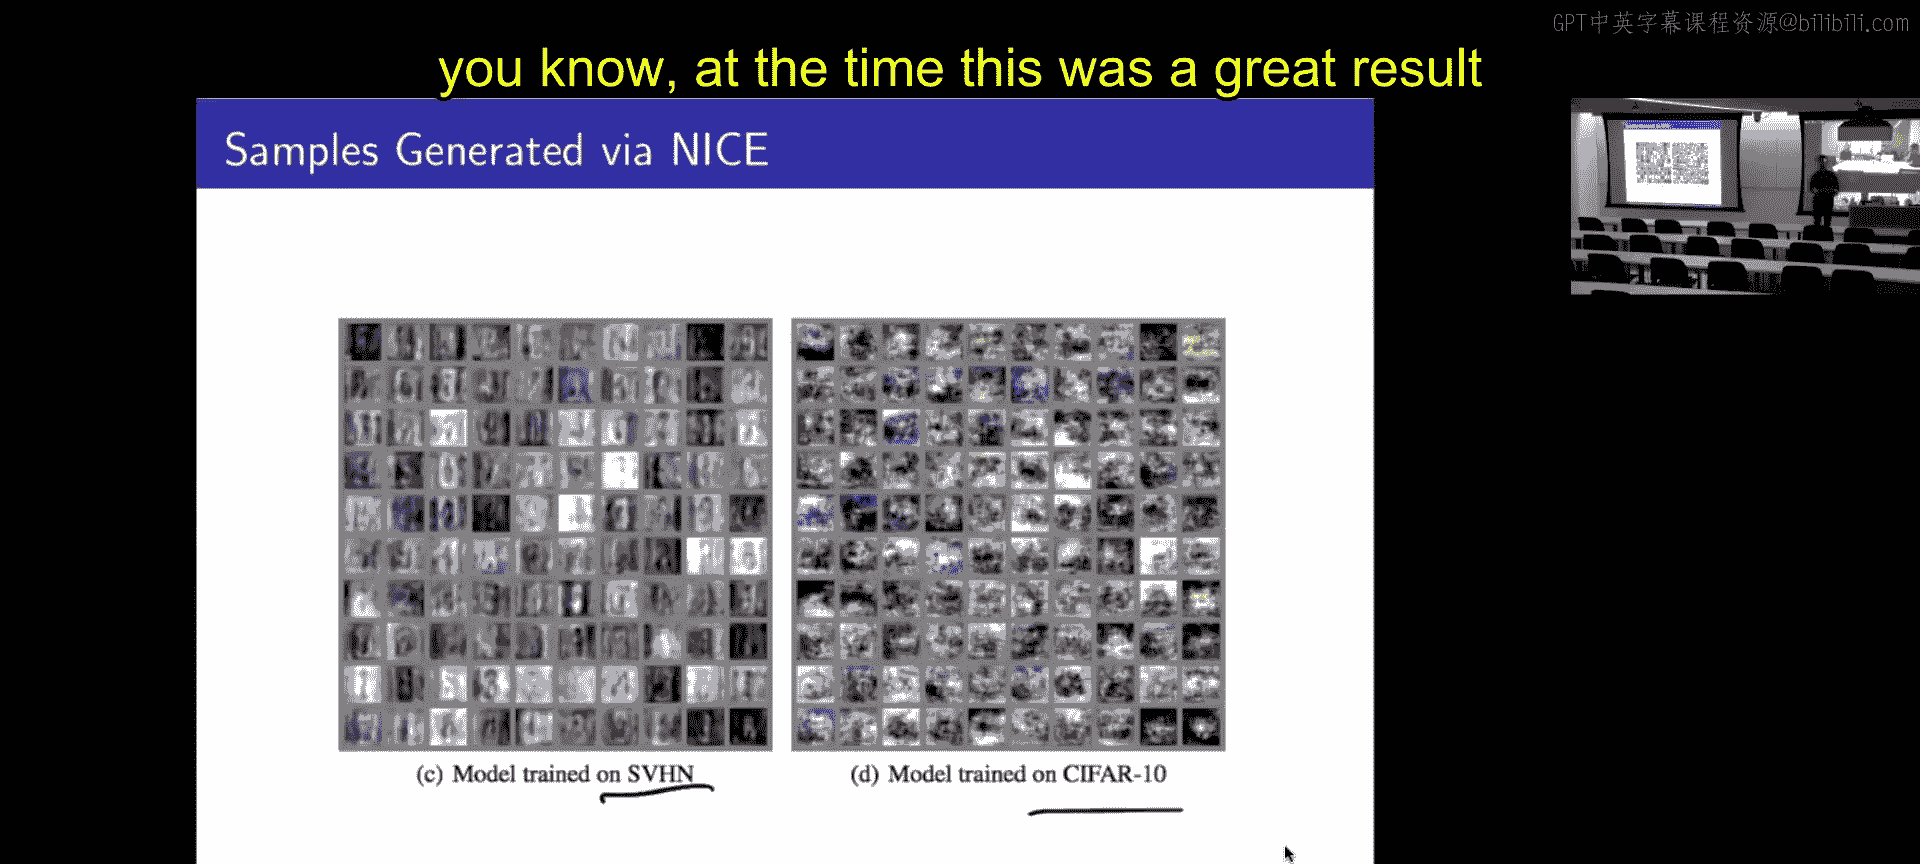 GPT中英字幕课程资源@bilibili.com
you know, at the time this was a great result
Samples Generated via NICE
(c) Model trained on SVHN
(d) Model trained on CIFAR-10